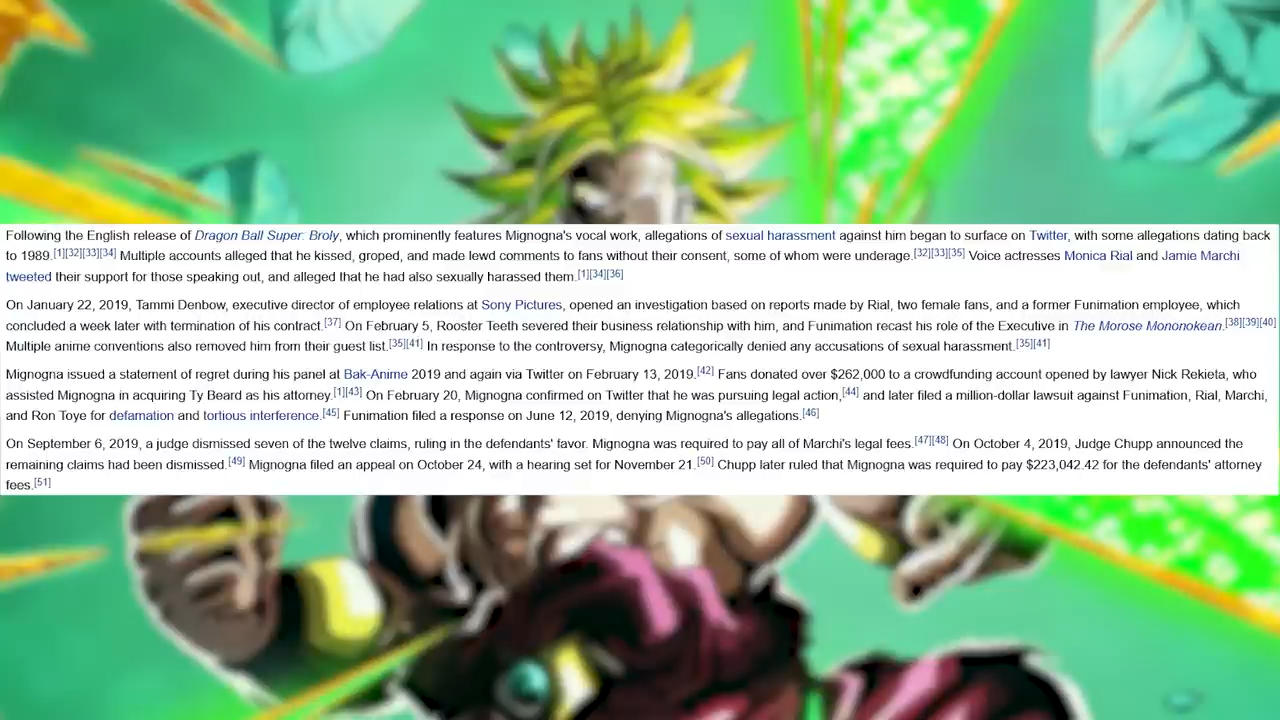 Following the English release of Dragon Ball Super: Broly, which prominently features Mignogna's vocal work, allegations of sexual harassment against him began to surface on Twitter, with some allegations dating back
to 1989.[1][32][33][34] Multiple accounts alleged that he kissed, groped, and made lewd comments to fans without their consent, some of whom were underage.[32][33][35] Voice actresses Monica Rial and Jamie Marchi
tweeted their support for those speaking out, and alleged that he had also sexually harassed them.[1][34][36]
On January 22, 2019, Tammi Denbow, executive director of employee relations at Sony Pictures, opened an investigation based on reports made by Rial, two female fans, and a former Funimation employee, which
concluded a week later with termination of his contract.[37] On February 5, Rooster Teeth severed their business relationship with him, and Funimation recast his role of the Executive in The Morose Mononokean.[38][39][40]
Multiple anime conventions also removed him from their guest list.[35][41] In response to the controversy, Mignogna categorically denied any accusations of sexual harassment.[35][41]
Mignogna issued a statement of regret during his panel at Bak-Anime 2019 and again via Twitter on February 13, 2019.[42] Fans donated over $262,000 to a crowdfunding account opened by lawyer Nick Rekieta, who
assisted Mignogna in acquiring Ty Beard as his attorney.[1][43] On February 20, Mignogna confirmed on Twitter that he was pursuing legal action,[44] and later filed a million-dollar lawsuit against Funimation, Rial, Marchi,
and Ron Toye for defamation and tortious interference.[45] Funimation filed a response on June 12, 2019, denying Mignogna's allegations.[46]
On September 6, 2019, a judge dismissed seven of the twelve claims, ruling in the defendants' favor. Mignogna was required to pay all of Marchi's legal fees.[47][48] On October 4, 2019, Judge Chupp announced the
remaining claims had been dismissed.[49] Mignogna filed an appeal on October 24, with a hearing set for November 21.[50] Chupp later ruled that Mignogna was required to pay $223,042.42 for the defendants' attorney
fees.[51]